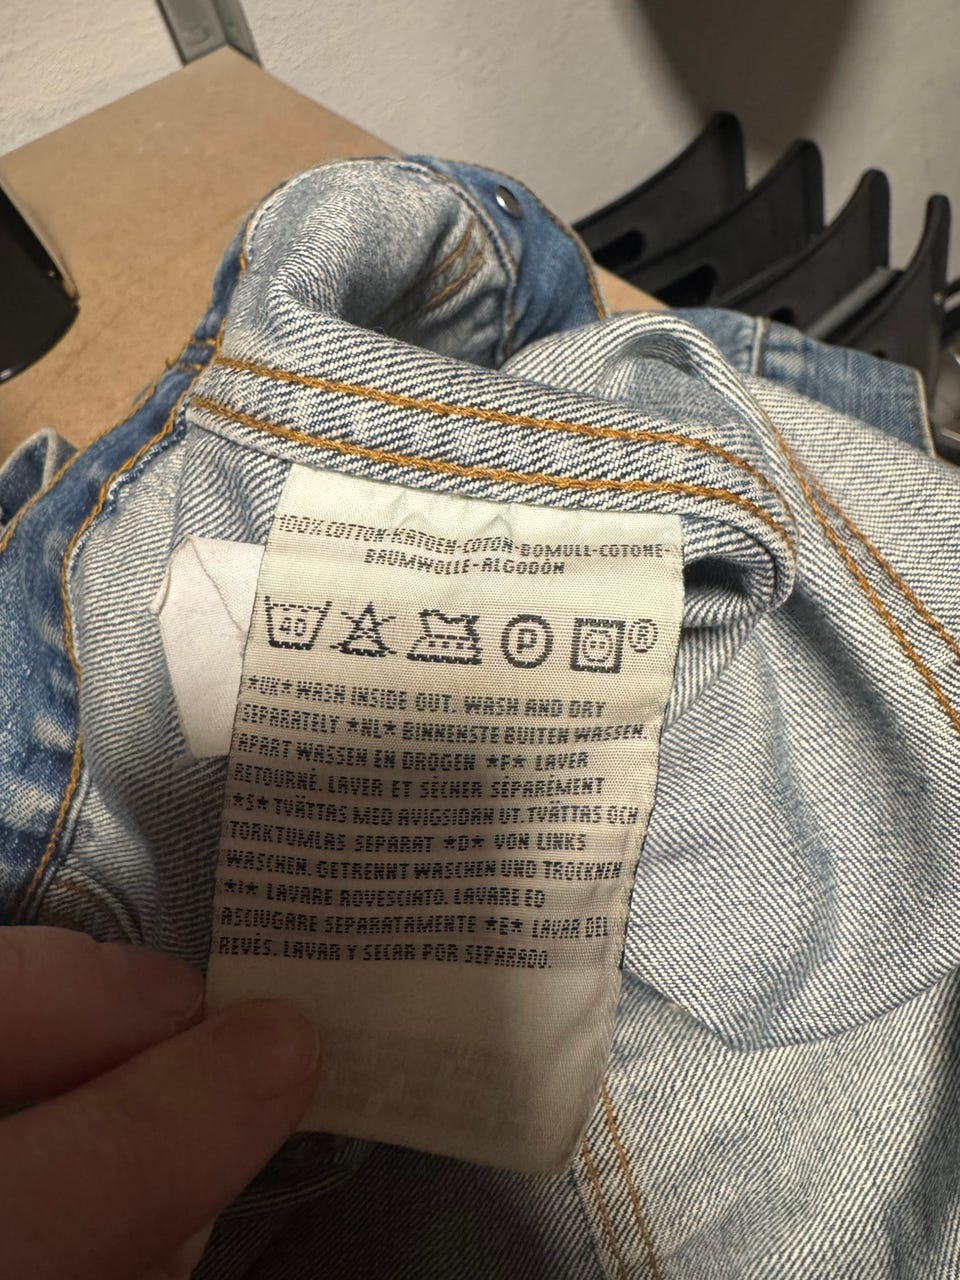 100% COTTON-KATOEN-COTON-BOMULL-COTONE-
BAUMWOLLE-ALGODÓN
40 P ®
*UK* WASH INSIDE OUT. WASH AND DRY
SEPARATELY *NL* BINNENSTE BUITEN WASSEN,
APART WASSEN EN DROGEN *F* LAVER
RETOURNÉ. LAVER ET SÉCHER SÉPARÉMENT
*S* TVÄTTAS MED AVIGSIDAN UT. TVÄTTAS OCH
TORKTUMLAS SEPARAT *D* VON LINKS
WASCHEN. GETRENNT WASCHEN UND TROCKNEN
*I* LAVARE ROVESCIATO. LAVARE ED
ASCIUGARE SEPARATAMENTE *E* LAVAR DEL
REVÉS. LAVAR Y SECAR POR SEPARADO.